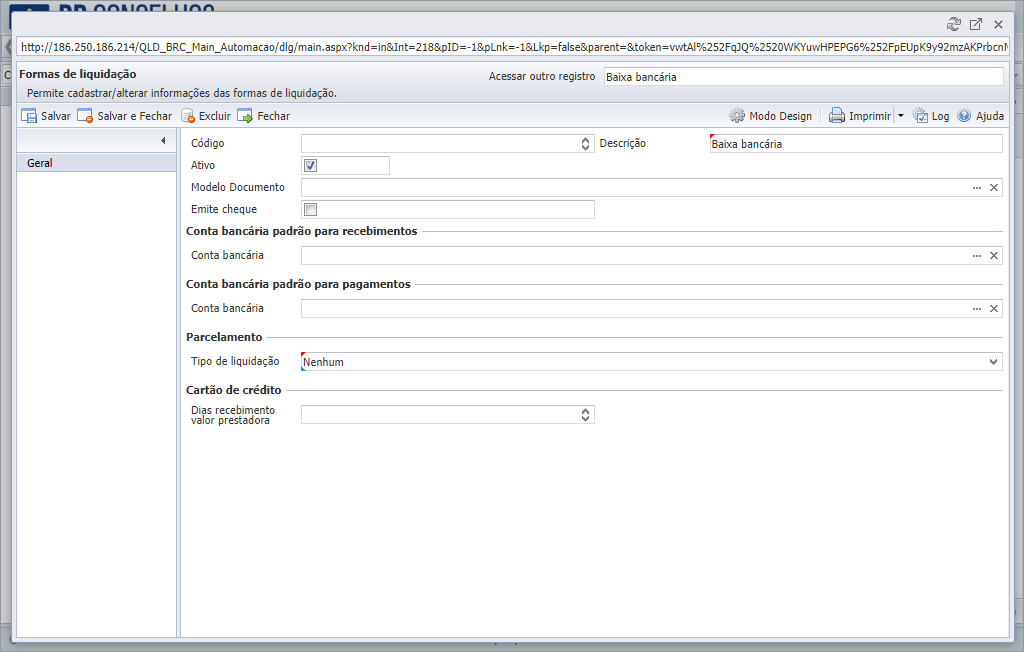 BR CONSELHOS
http://186.250.186.214/QLD_BRC_Main_Automacao/dlg/main.aspx?knd=in&Int=218&pID=-1&pLnk=-1&Lkp=false&parent=&token=vwtAl%252FqJQ%2520WKYuwHPEPG6%252FpEUpK9y92mzAKPrbcnM
Formas de liquidação
Acessar outro registro Baixa bancária
Permite cadastrar/alterar informações das formas de liquidação.
Salvar Salvar e Fechar Excluir Fechar Modo Design Imprimir Log Ajuda
Geral
Código Descrição Baixa bancária
Ativo
Modelo Documento
Emite cheque
Conta bancária padrão para recebimentos
Conta bancária
Conta bancária padrão para pagamentos
Conta bancária
Parcelamento
Tipo de liquidação Nenhum
Cartão de crédito
Dias recebimento
valor prestadora